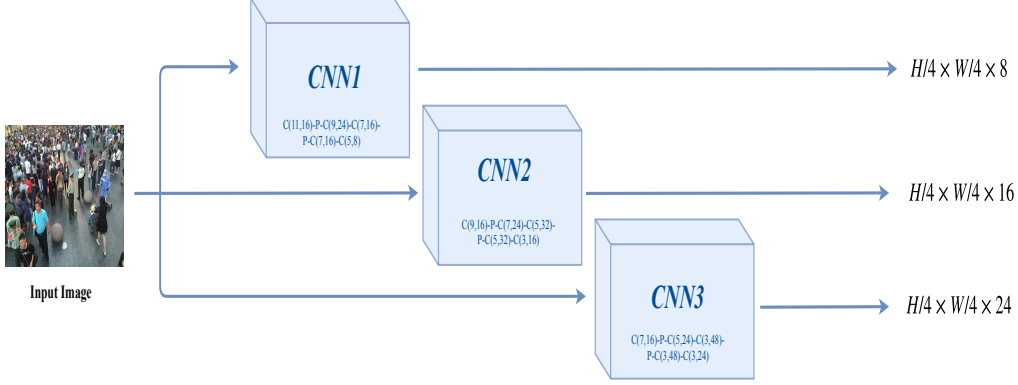 CNN1
C(11,16)-P-C(9,24)-C(7,16)-
P-C(7,16)-C(5,8)
H/4 × W/4 × 8
CNN2
C(9,16)-P-C(7,24)-C(5,32)-
P-C(5,32)-C(3,16)
H/4 × W/4 × 16
Input Image
CNN3
C(7,16)-P-C(5,24)-C(3,48)-
P-C(3,48)-C(3,24)
H/4 × W/4 × 24